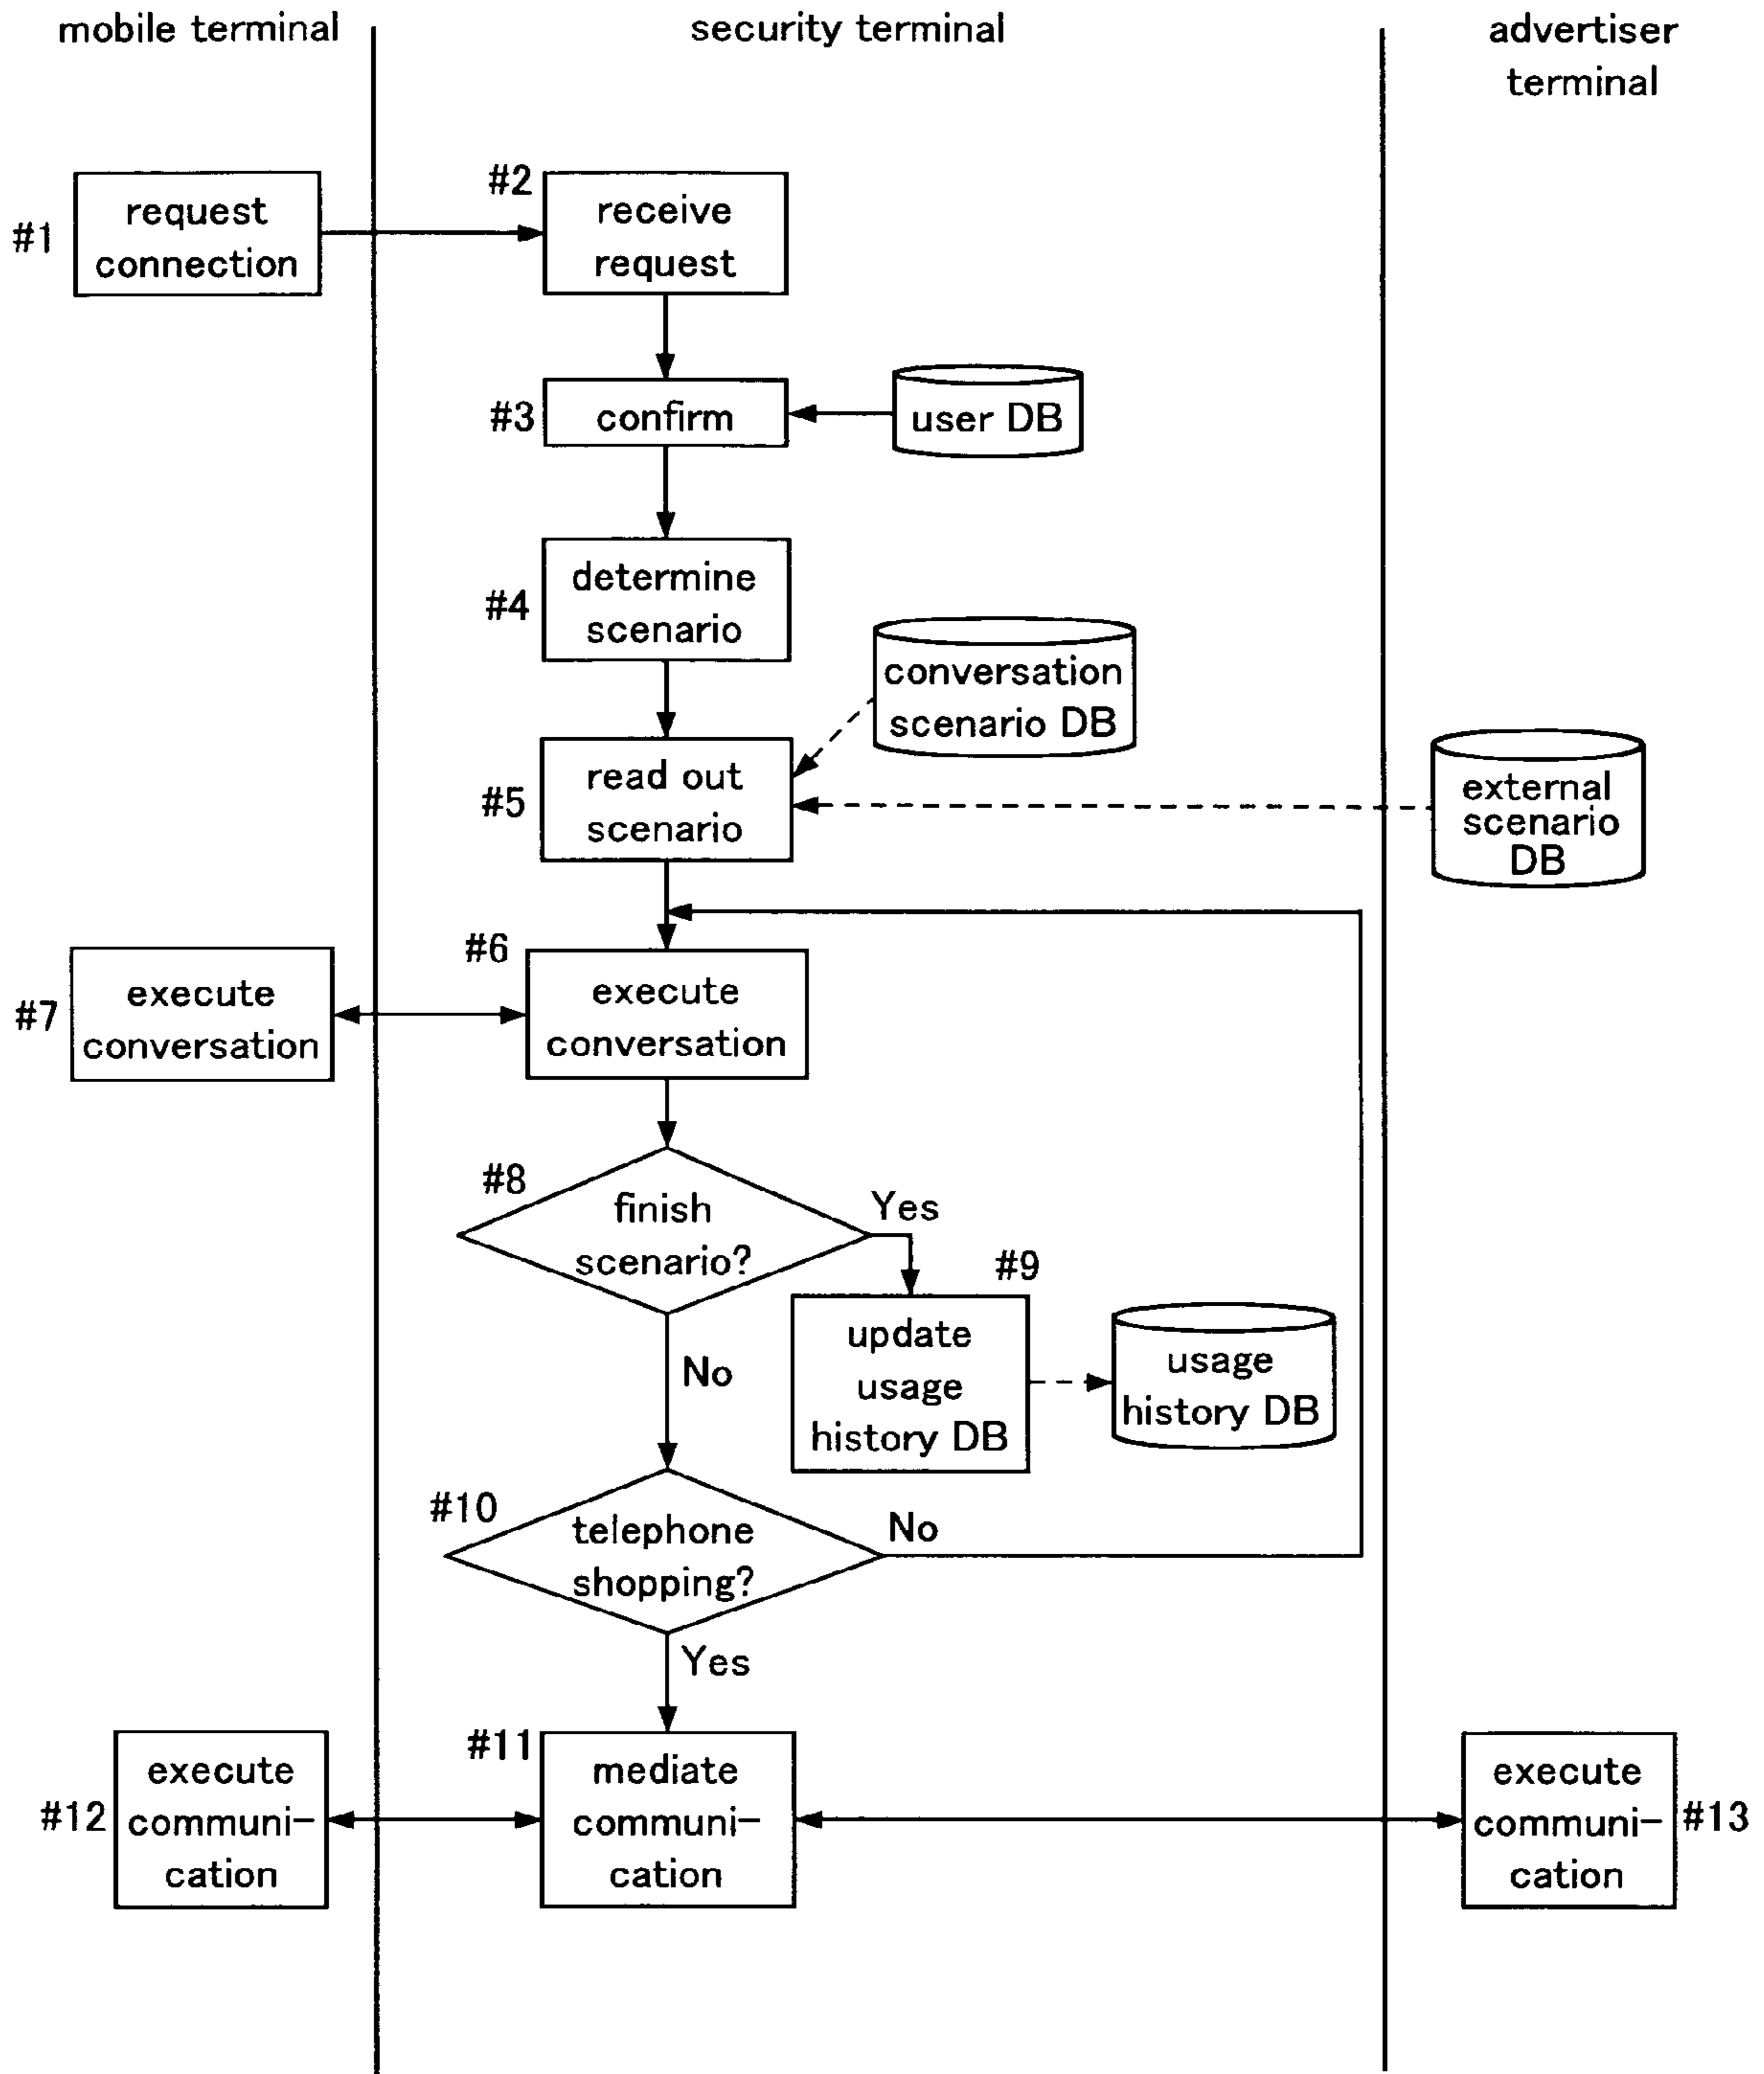 mobile terminal
security terminal
advertiser
terminal
#1
request
connection
#2
receive
request
#3
confirm
user DB
#4
determine
scenario
conversation
scenario DB
#5
read out
scenario
external
scenario
DB
#6
execute
conversation
#7
execute
conversation
#8
finish
scenario?
Yes
#9
update
usage
history DB
usage
history DB
No
#10
telephone
shopping?
No
Yes
#11
mediate
communi-
cation
#12
execute
communi-
cation
execute
communi-
cation
#13